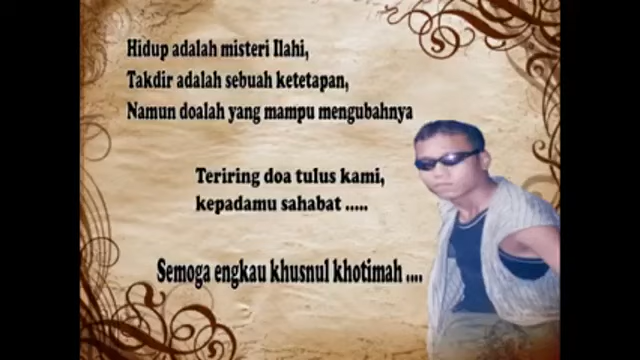 Hidup adalah misteri Ilahi,
Takdir adalah sebuah ketetapan,
Namun doalah yang mampu mengubahnya
Teriring doa tulus kami,
kepadamu sahabat .....
Semoga engkau khusnul khotimah ....